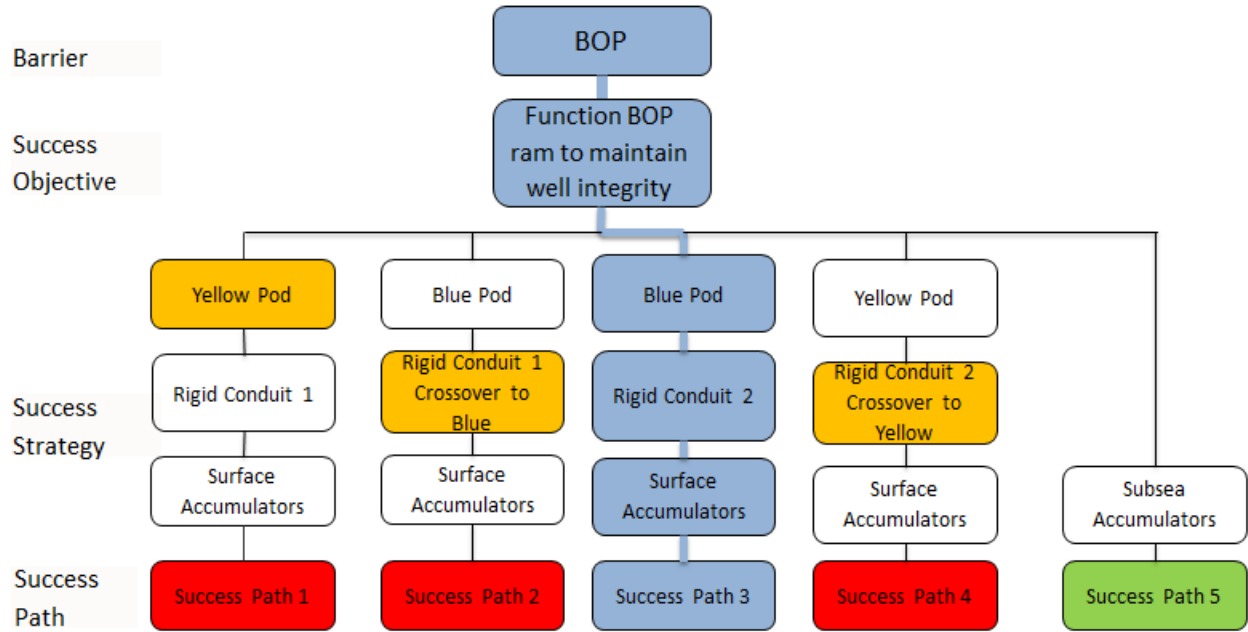 Barrier
BOP
Success
Objective
Function BOP
ram to maintain
well integrity
Success
Strategy
Yellow Pod
Rigid Conduit 1
Surface
Accumulators
Blue Pod
Rigid Conduit 1
Crossover to
Blue
Surface
Accumulators
Blue Pod
Rigid Conduit 2
Surface
Accumulators
Yellow Pod
Rigid Conduit 2
Crossover to
Yellow
Surface
Accumulators
Subsea
Accumulators
Success
Path
Success Path 1
Success Path 2
Success Path 3
Success Path 4
Success Path 5